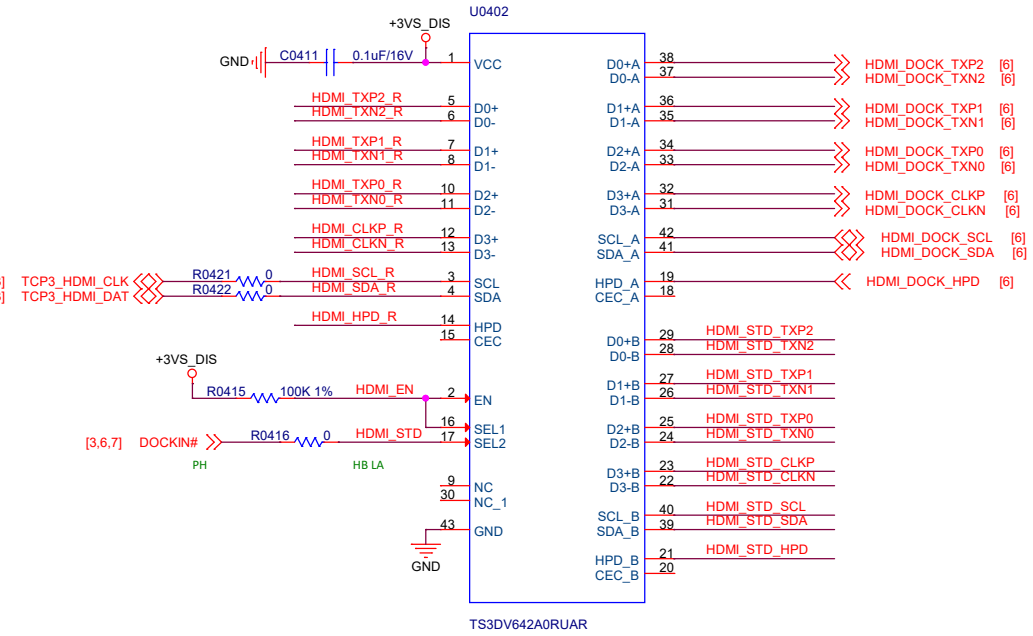 U0402
+3VS_DIS
GND
C0411
0.1uF/16V
1
VCC
D0+A
38
HDMI_DOCK_TXP2 [6]
D0-A
37
HDMI_DOCK_TXN2 [6]
HDMI_TXP2_R
5
D0+
HDMI_TXN2_R
6
D0-
D1+A
36
HDMI_DOCK_TXP1 [6]
D1-A
35
HDMI_DOCK_TXN1 [6]
HDMI_TXP1_R
7
D1+
HDMI_TXN1_R
8
D1-
D2+A
34
HDMI_DOCK_TXP0 [6]
D2-A
33
HDMI_DOCK_TXN0 [6]
HDMI_TXP0_R
10
D2+
HDMI_TXN0_R
11
D2-
D3+A
32
HDMI_DOCK_CLKP [6]
D3-A
31
HDMI_DOCK_CLKN [6]
HDMI_CLKP_R
12
D3+
HDMI_CLKN_R
13
D3-
SCL_A
42
HDMI_DOCK_SCL [6]
SDA_A
41
HDMI_DOCK_SDA [6]
TCP3_HDMI_CLK
R0421
0
HDMI_SCL_R
3
SCL
TCP3_HDMI_DAT
R0422
0
HDMI_SDA_R
4
SDA
HPD_A
19
HDMI_DOCK_HPD [6]
CEC_A
18
HDMI_HPD_R
14
HPD
15
CEC
D0+B
29
HDMI_STD_TXP2
D0-B
28
HDMI_STD_TXN2
+3VS_DIS
R0415
100K 1%
HDMI_EN
2
EN
D1+B
27
HDMI_STD_TXP1
D1-B
26
HDMI_STD_TXN1
16
SEL1
[3,6,7]
DOCKIN#
R0416
0
HDMI_STD
17
SEL2
PH
HB LA
D2+B
25
HDMI_STD_TXP0
D2-B
24
HDMI_STD_TXN0
D3+B
23
HDMI_STD_CLKP
D3-B
22
HDMI_STD_CLKN
9
NC
30
NC_1
SCL_B
40
HDMI_STD_SCL
SDA_B
39
HDMI_STD_SDA
43
GND
GND
HPD_B
21
HDMI_STD_HPD
CEC_B
20
TS3DV642A0RUAR